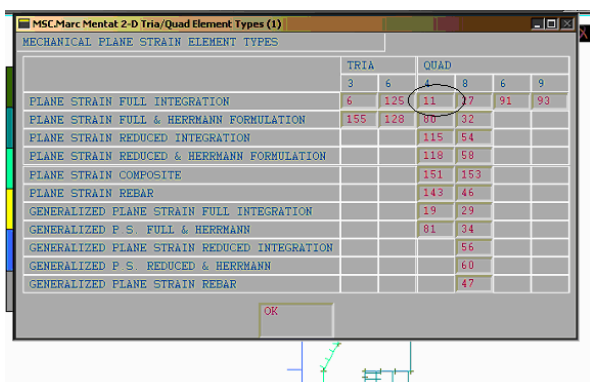 MSC.Marc Mentat 2-D Tria/Quad Element Types (1)
MECHANICAL PLANE STRAIN ELEMENT TYPES
TRIA QUAD
3 6 4 8 6 9
PLANE STRAIN FULL INTEGRATION 6 125 11 27 91 93
PLANE STRAIN FULL & HERRMANN FORMULATION 155 128 80 32
PLANE STRAIN REDUCED INTEGRATION 115 54
PLANE STRAIN REDUCED & HERRMANN FORMULATION 118 58
PLANE STRAIN COMPOSITE 151 153
PLANE STRAIN REBAR 143 46
GENERALIZED PLANE STRAIN FULL INTEGRATION 19 29
GENERALIZED P S. FULL & HERRMANN 81 34
GENERALIZED PLANE STRAIN REDUCED INTEGRATION 56
GENERALIZED P S. REDUCED & HERRMANN 60
GENERALIZED PLANE STRAIN REBAR 47
OK